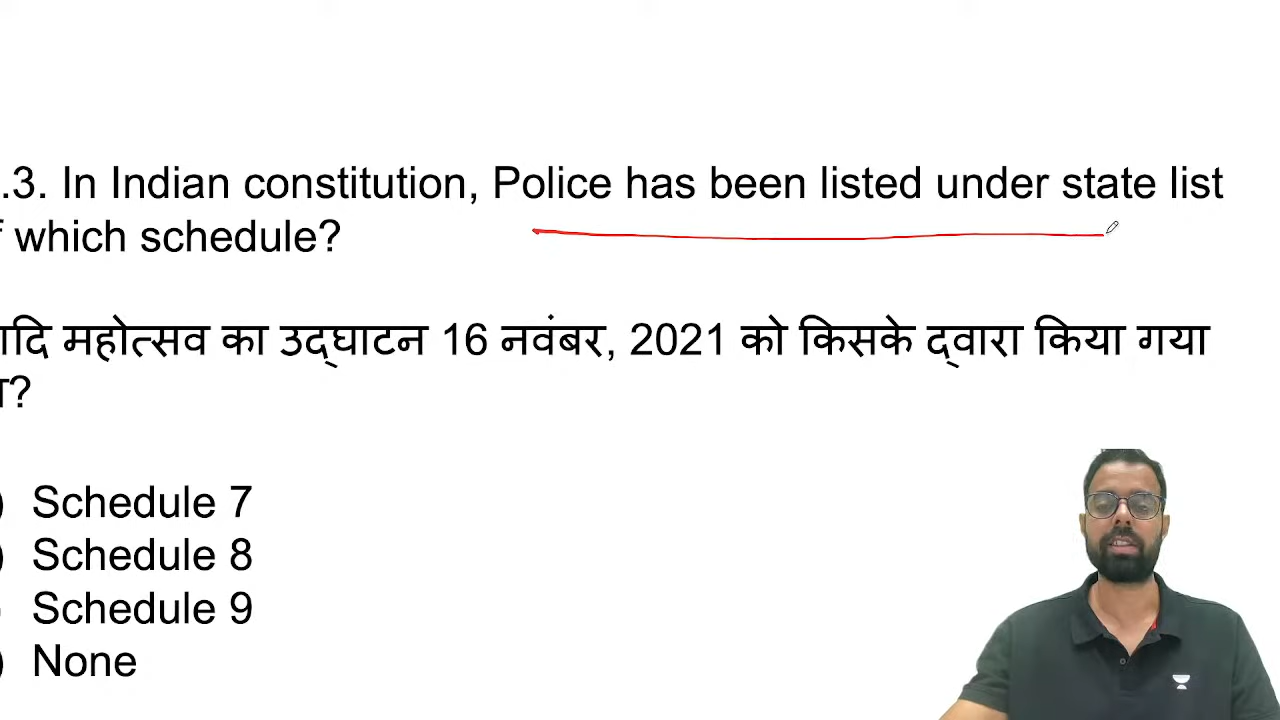 .3. In Indian constitution, Police has been listed under state list
which schedule?
महोत्सव का उद्घाटन 16 नवंबर, 2021 को किसके द्वारा किया गया
Schedule 7
Schedule 8
Schedule 9
None